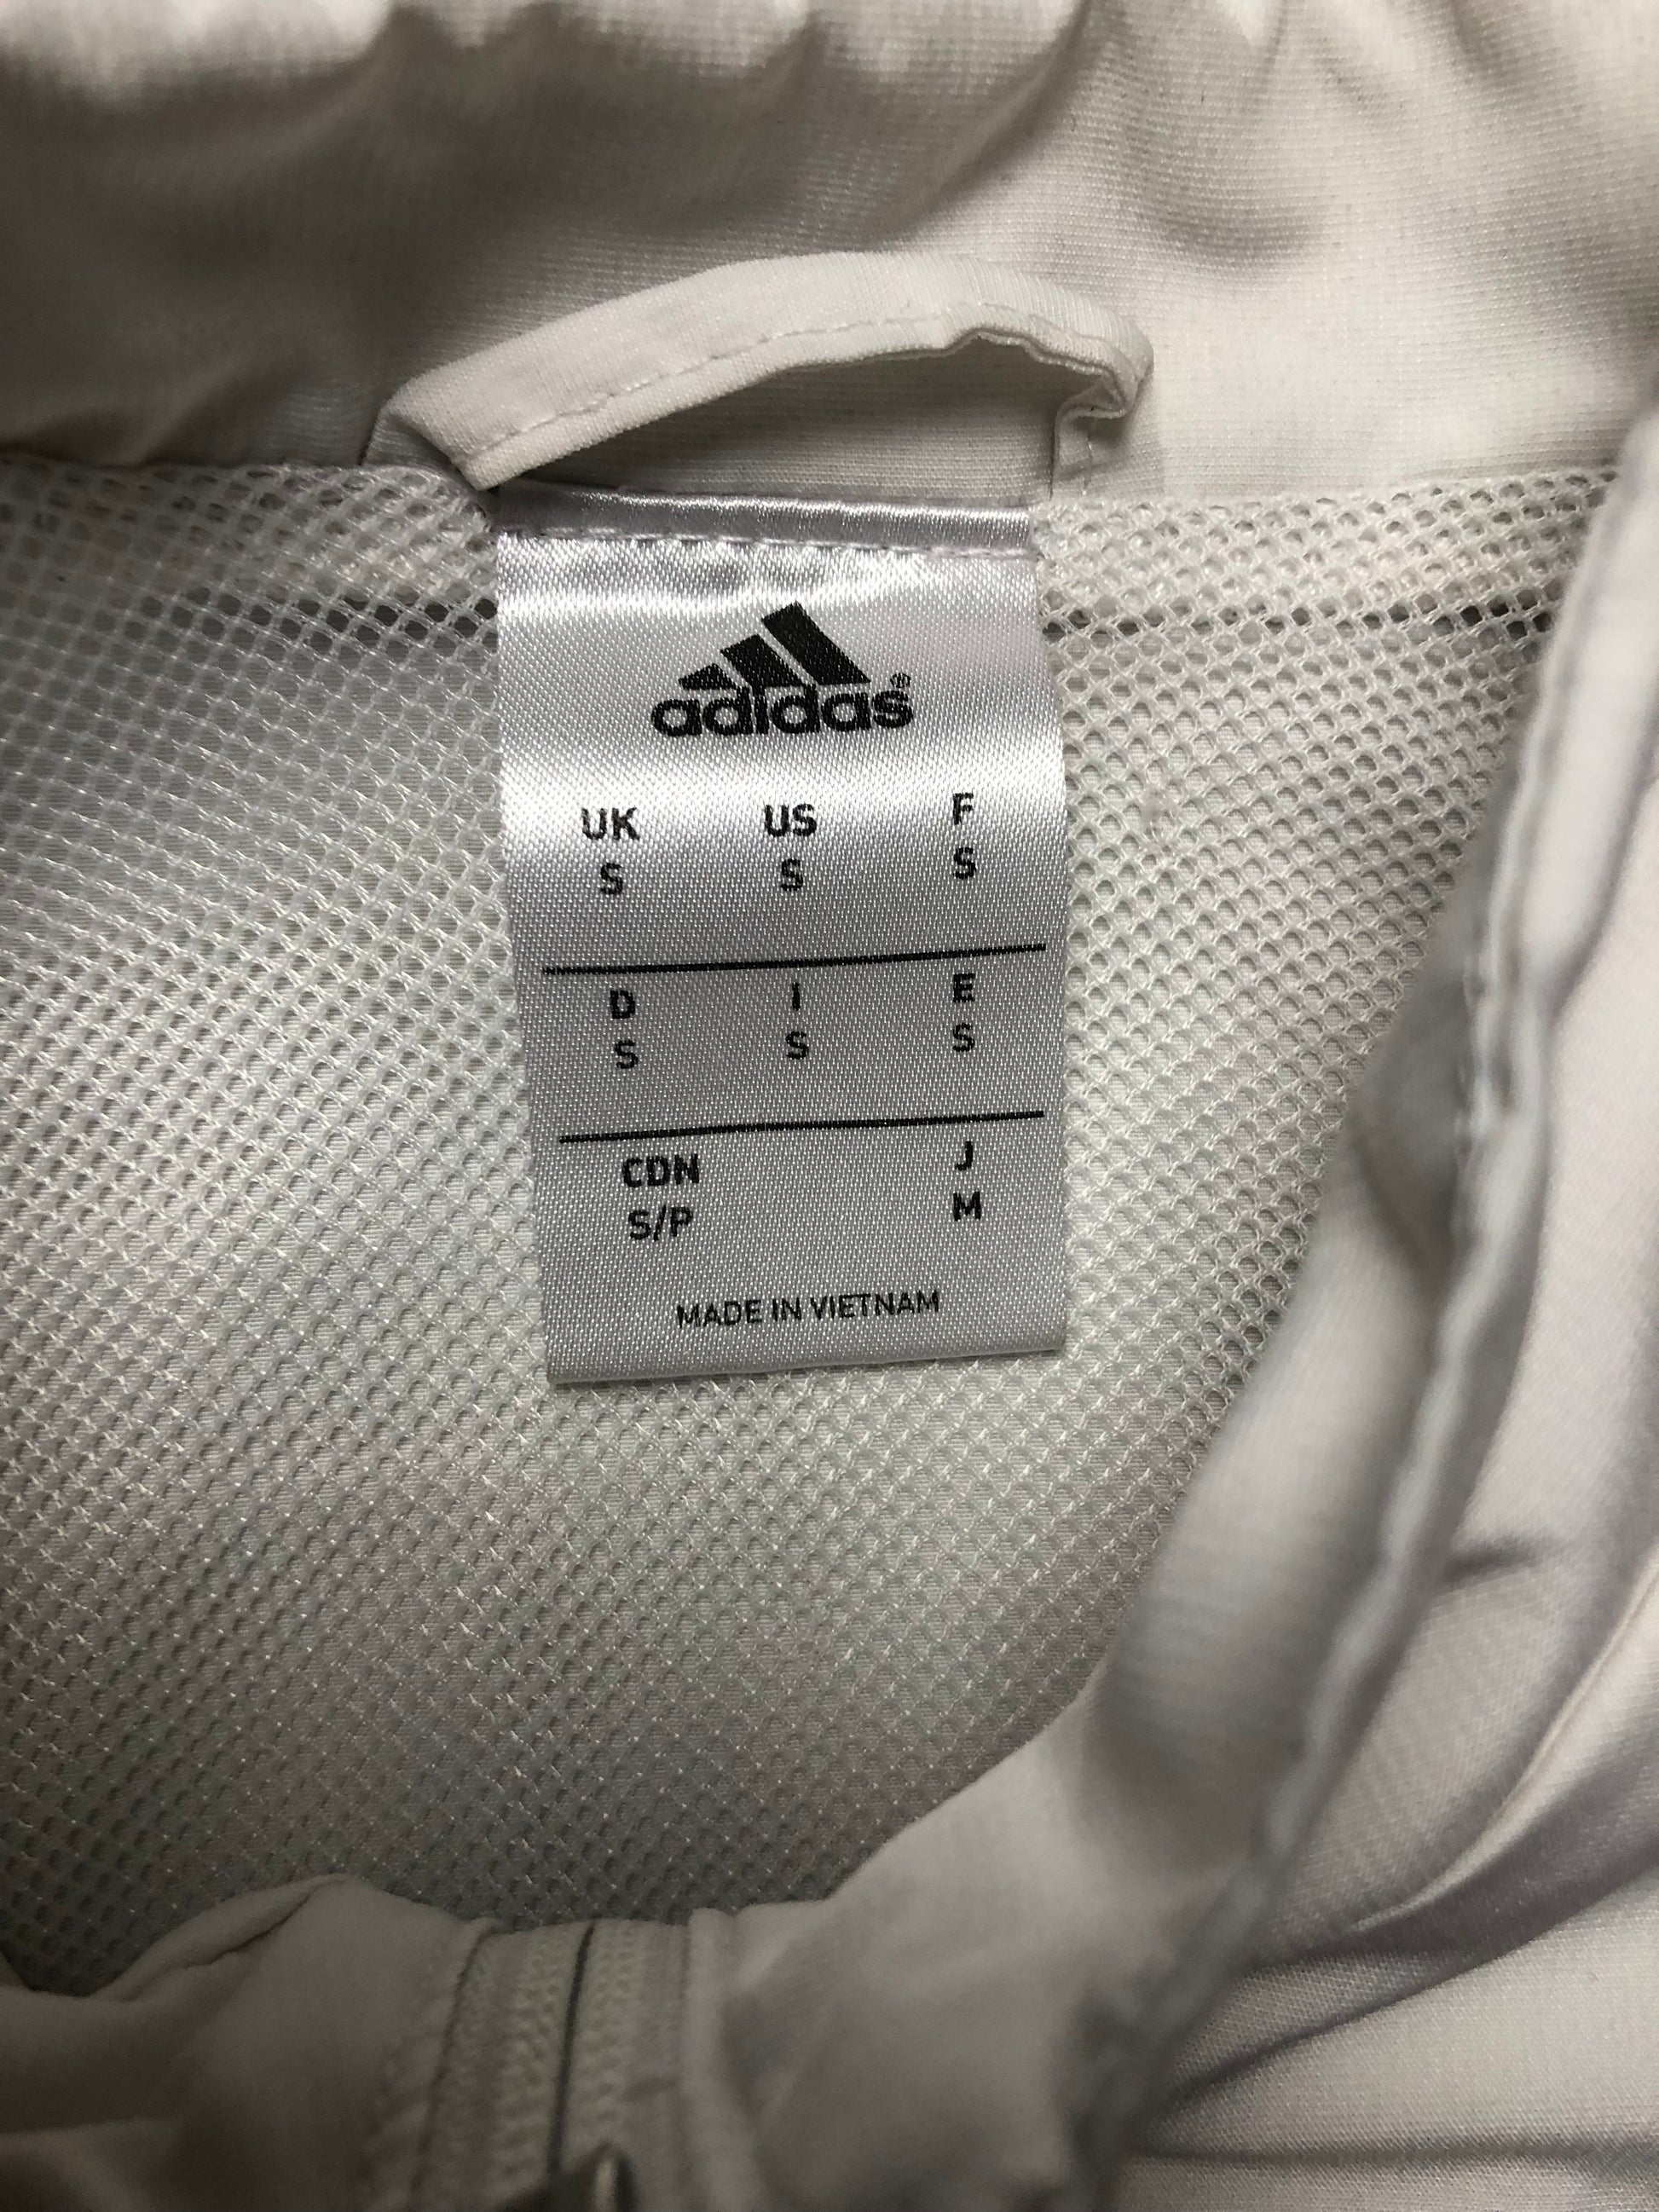 adidas®
UK US F
S S S
D I E
S S S
CDN J
S/P M
MADE IN VIETNAM